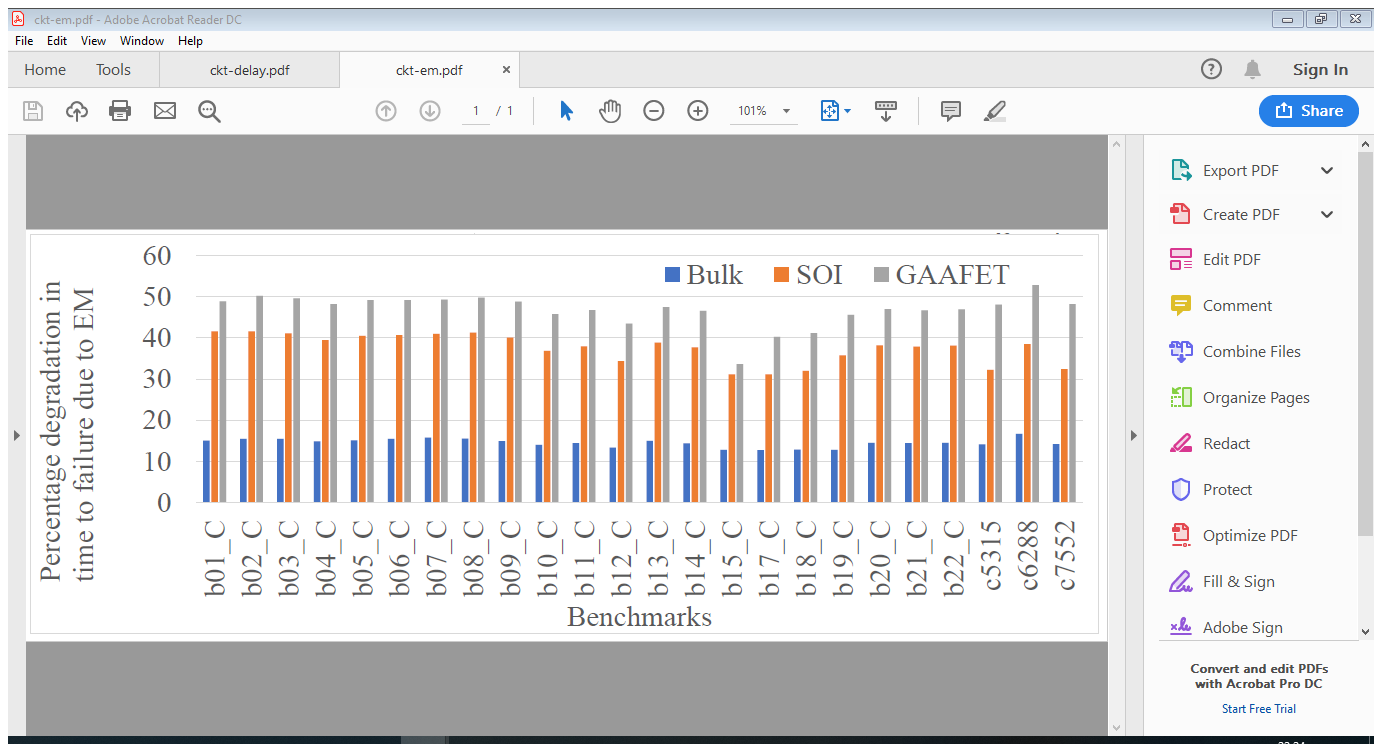 ckt-em.pdf - Adobe Acrobat Reader DC
File Edit View Window Help
Home Tools ckt-delay.pdf ckt-em.pdf × Sign In
1 / 1 101% Share
Percentage degradation in
time to failure due to EM
60
50
40
30
20
10
0
Bulk SOI GAAFET
b01_C b02_C b03_C b04_C b05_C b06_C b07_C b08_C b09_C b10_C b11_C b12_C b13_C b14_C b15_C b17_C b18_C b19_C b20_C b21_C b22_C c5315 c6288 c7552
Benchmarks
Export PDF
Create PDF
Edit PDF
Comment
Combine Files
Organize Pages
Redact
Protect
Optimize PDF
Fill & Sign
Adobe Sign
Convert and edit PDFs
with Acrobat Pro DC
Start Free Trial